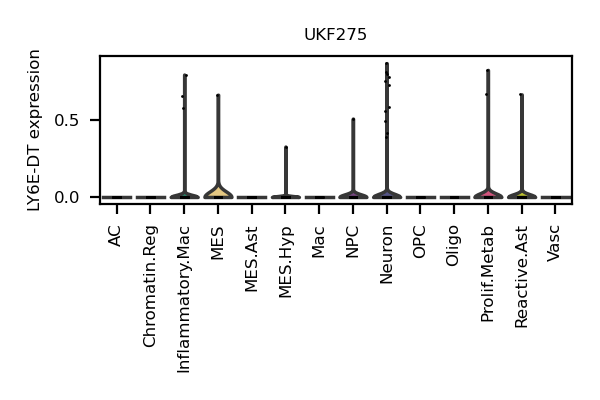 UKF275
LY6E-DT expression
0.5
0.0
AC
Chromatin.Reg
Inflammatory.Mac
MES
MES.Ast
MES.Hyp
Mac
NPC
Neuron
OPC
Oligo
Prolif.Metab
Reactive.Ast
Vasc